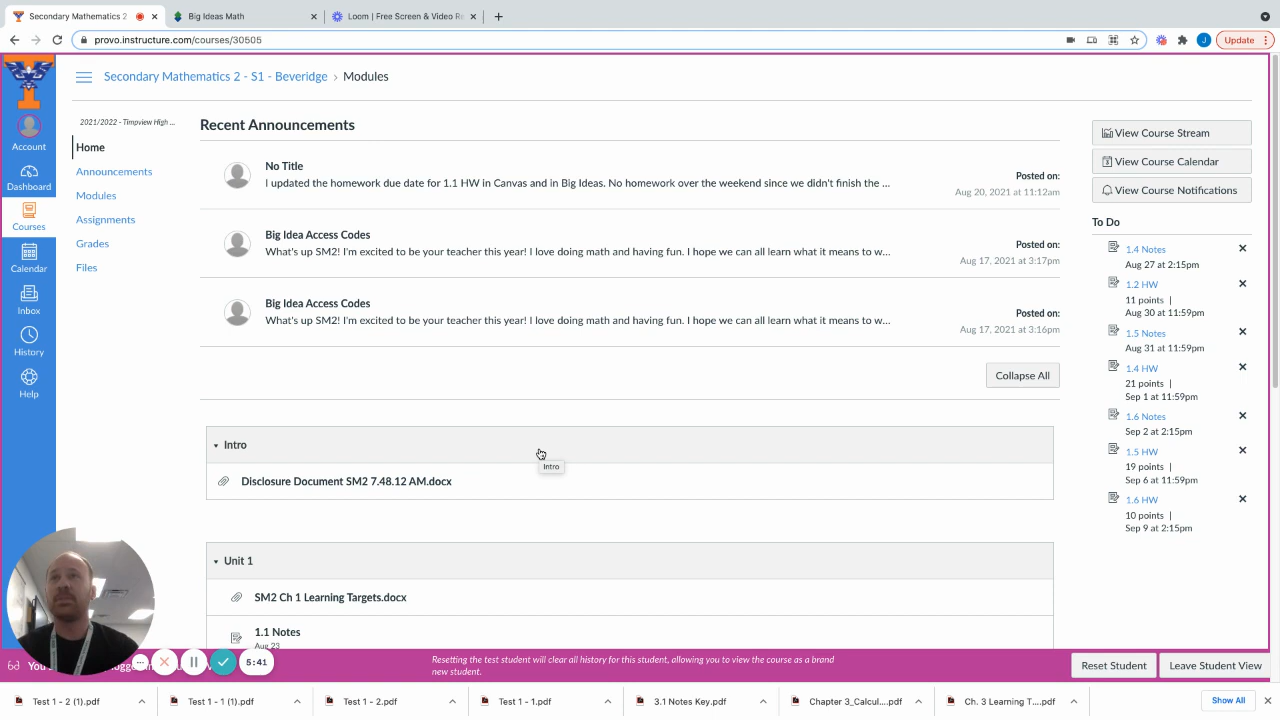 Secondary Mathematics 2
Big Ideas Math
Loom | Free Screen & Video Re
provo.instructure.com/courses/30505
J
Update
Account
Dashboard
Courses
Calendar
Inbox
History
Help
Secondary Mathematics 2 - S1 - Beveridge › Modules
2021/2022 - Timpview High ...
Home
Announcements
Modules
Assignments
Grades
Files
Recent Announcements
No Title
I updated the homework due date for 1.1 HW in Canvas and in Big Ideas. No homework over the weekend since we didn't finish the ...
Posted on:
Aug 20, 2021 at 11:12am
Big Idea Access Codes
What's up SM2! I'm excited to be your teacher this year! I love doing math and having fun. I hope we can all learn what it means to w...
Posted on:
Aug 17, 2021 at 3:17pm
Big Idea Access Codes
What's up SM2! I'm excited to be your teacher this year! I love doing math and having fun. I hope we can all learn what it means to w...
Posted on:
Aug 17, 2021 at 3:16pm
Collapse All
Intro
Intro
Disclosure Document SM2 7.48.12 AM.docx
Unit 1
SM2 Ch 1 Learning Targets.docx
1.1 Notes
Aug 23
View Course Stream
View Course Calendar
View Course Notifications
To Do
1.4 Notes
Aug 27 at 2:15pm
1.2 HW
11 points |
Aug 30 at 11:59pm
1.5 Notes
Aug 31 at 11:59pm
1.4 HW
21 points |
Sep 1 at 11:59pm
1.6 Notes
Sep 2 at 2:15pm
1.5 HW
19 points |
Sep 6 at 11:59pm
1.6 HW
10 points |
Sep 9 at 2:15pm
5:41
Resetting the test student will clear all history for this student, allowing you to view the course as a brand
new student.
Reset Student
Leave Student View
Test 1 - 2 (1).pdf
Test 1 - 1 (1).pdf
Test 1 - 2.pdf
Test 1 - 1.pdf
3.1 Notes Key.pdf
Chapter 3_Calcul....pdf
Ch. 3 Learning T....pdf
Show All